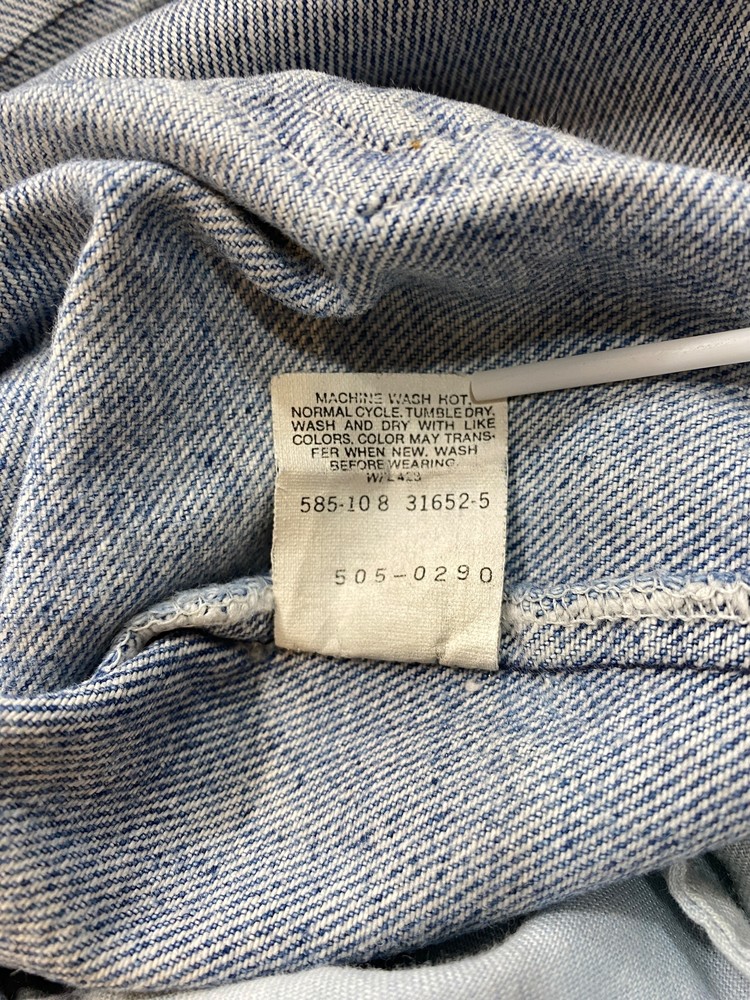 MACHINE WASH HOT,
NORMAL CYCLE. TUMBLE DRY.
WASH AND DRY WITH LIKE
COLORS. COLOR MAY TRANS-
FER WHEN NEW. WASH
BEFORE WEARING.
585-10 8 31652-5
505-0290